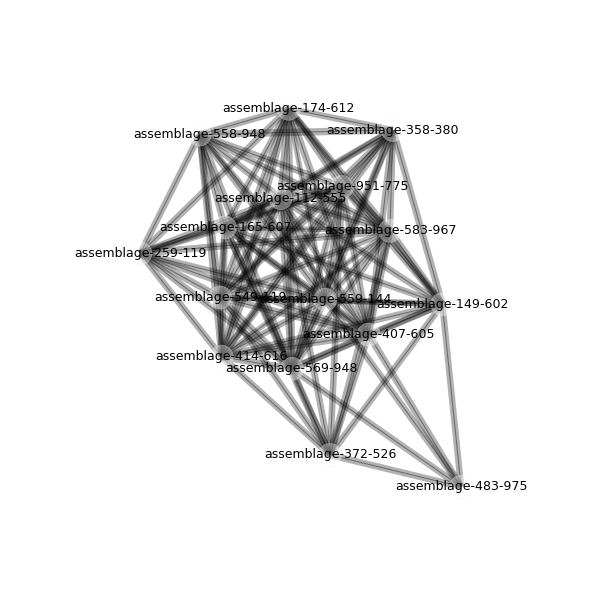 assemblage-174-612
assemblage-558-948
assemblage-358-380
assemblage-951-775
assemblage-112-555
assemblage-165-607
assemblage-583-967
assemblage-259-119
assemblage-549-119
assemblage-559-144
assemblage-149-602
assemblage-407-605
assemblage-414-616
assemblage-569-948
assemblage-372-526
assemblage-483-975